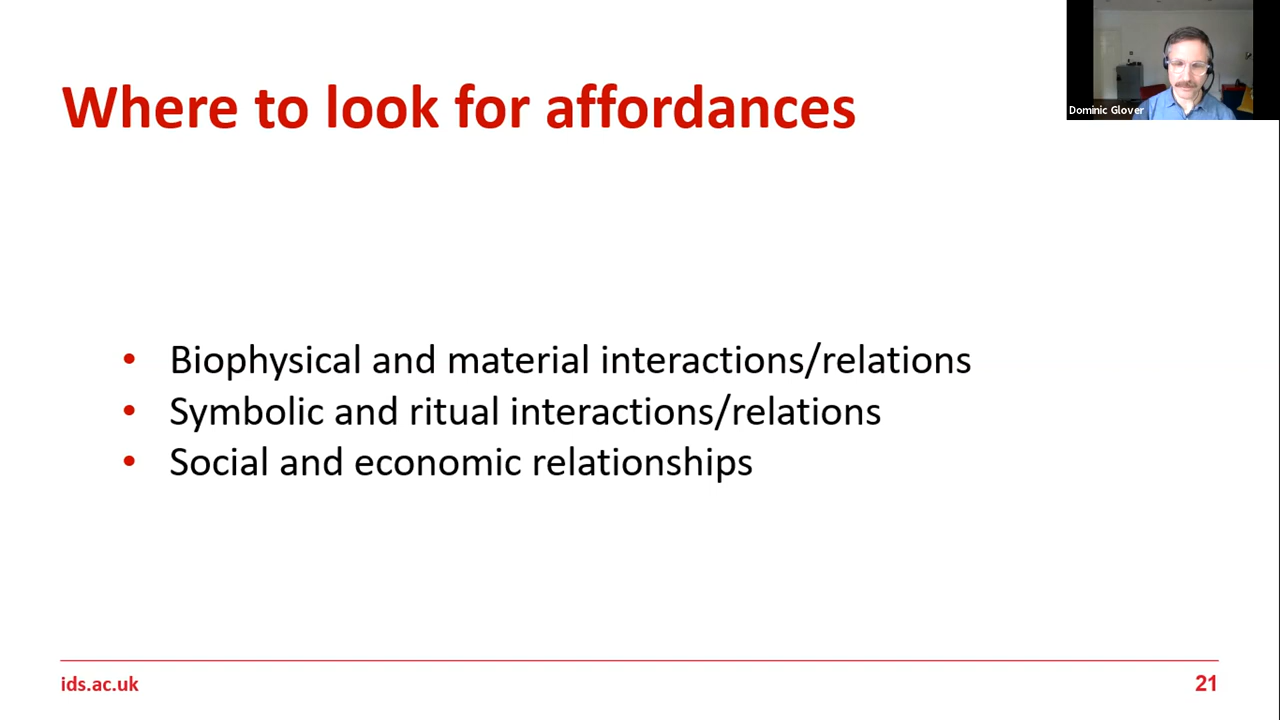 Where to look for affordances
Dominic Glover
• Biophysical and material interactions/relations
• Symbolic and ritual interactions/relations
• Social and economic relationships
ids.ac.uk
21